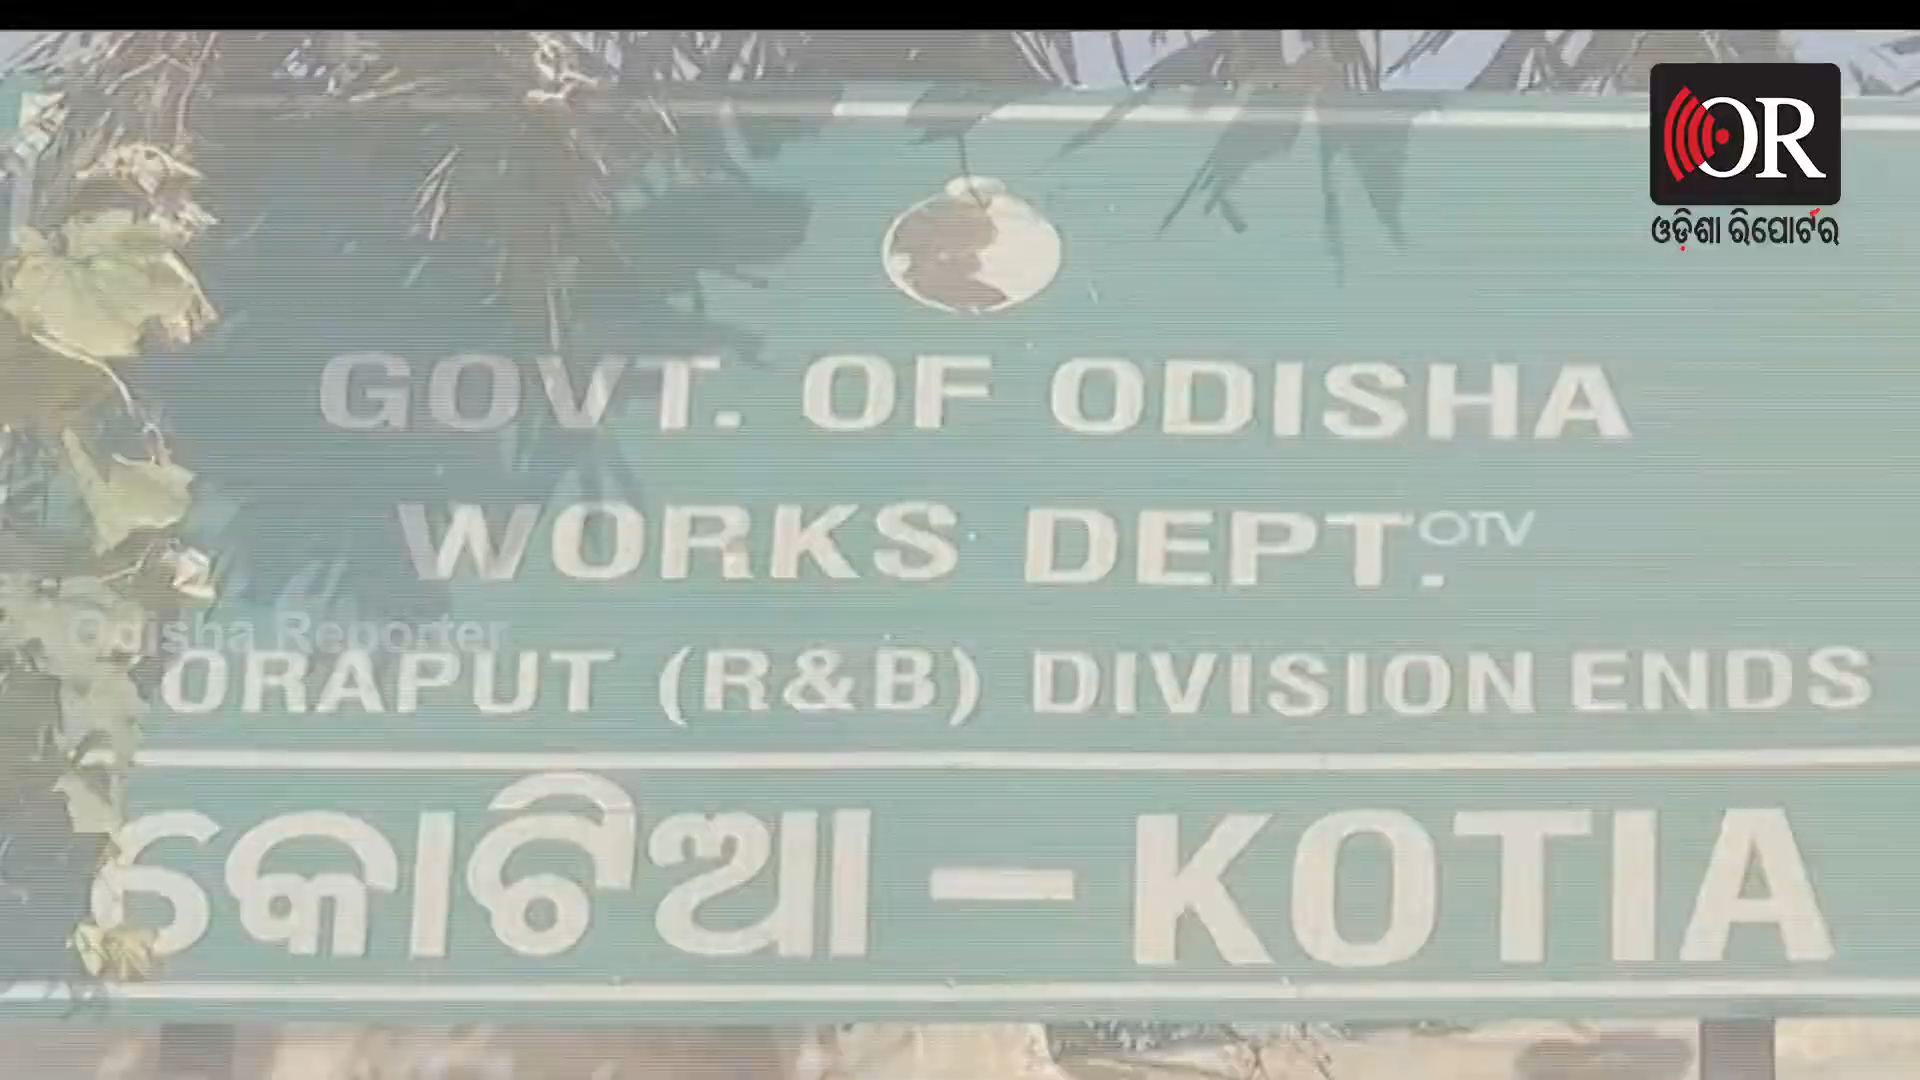 OR
ଓଡ଼ିଶା ରିପୋର୍ଟର
GOVT. OF ODISHA
WORKS DEPT.
OTV
Odisha Reporter
ORAPUT (R&B) DIVISION ENDS
କୋଟିଆ – KOTIA